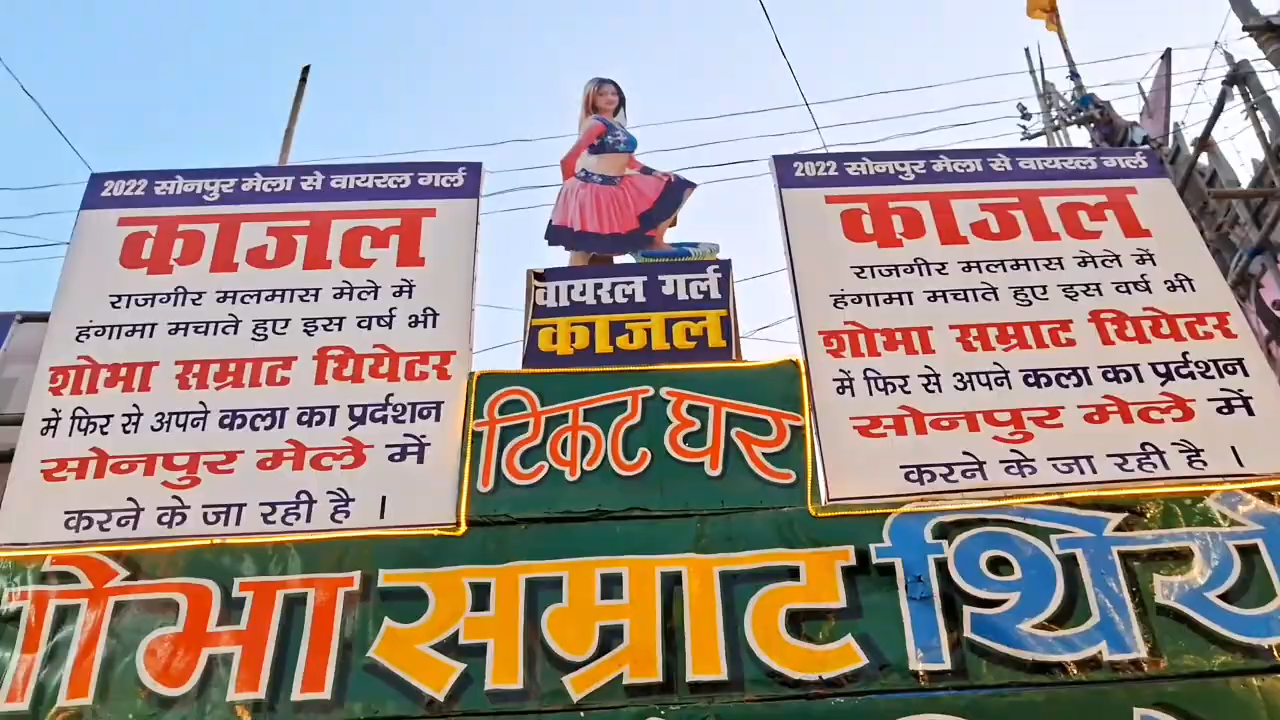 2022 सोनपुर मेला से वायरल गर्ल
काजल
राजगीर मलमास मेले में
हंगामा मचाते हुए इस वर्ष भी
शोभा सम्राट थियेटर
में फिर से अपने कला का प्रर्दशन
सोनपुर मेले में
करने के जा रही है ।
वायरल गर्ल
काजल
टिकट घर
2022 सोनपुर मेला से वायरल गर्ल
काजल
राजगीर मलमास मेले में
हंगामा मचाते हुए इस वर्ष भी
शोभा सम्राट थियेटर
में फिर से अपने कला का प्रर्दशन
सोनपुर मेले में
करने के जा रही है ।
शोभा सम्राट थिये